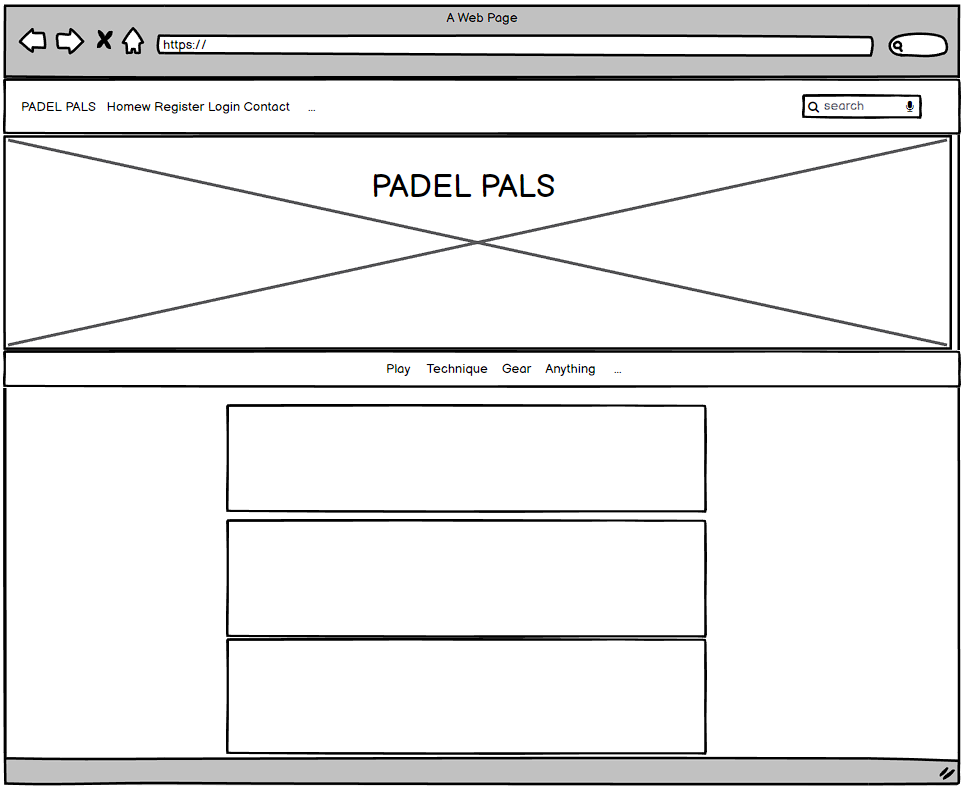 A Web Page
https://
PADEL PALS Homew Register Login Contact ...
search
PADEL PALS
Play Technique Gear Anything ...